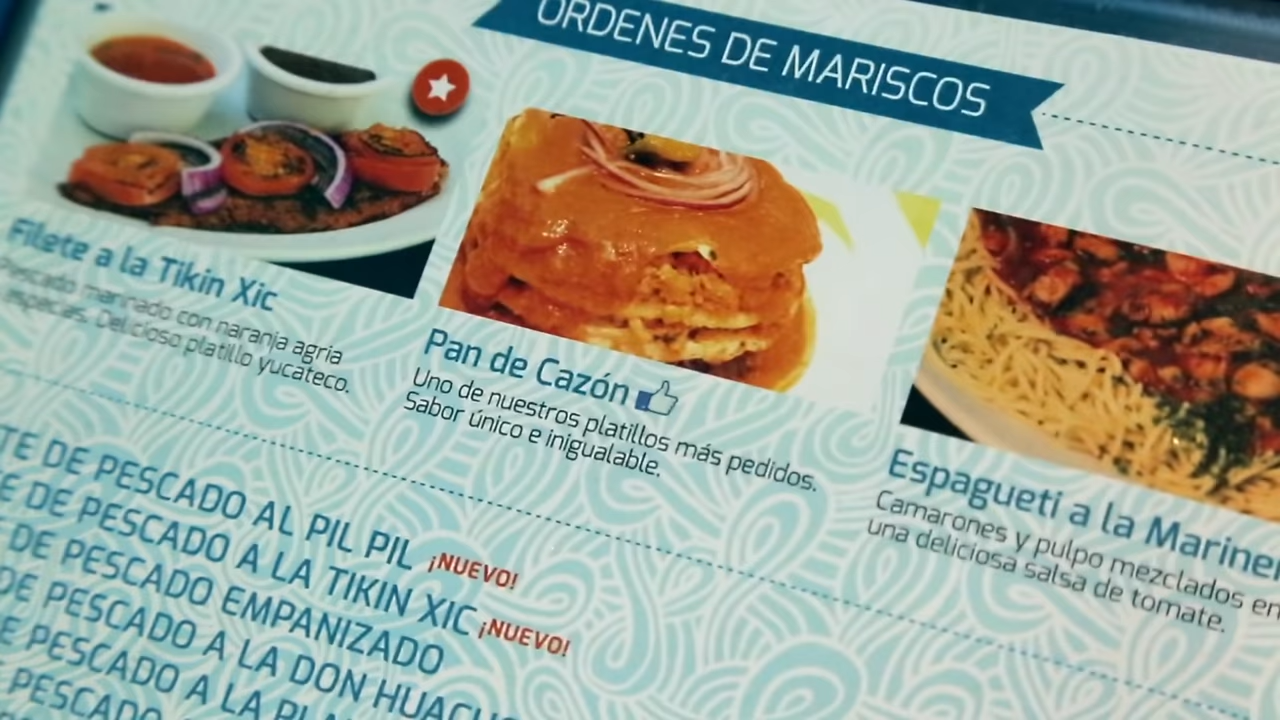 ORDENES DE MARISCOS
Filete a la Tikin Xic
Pescado marinado con naranja agria
especias. Delicioso platillo yucateco.
Pan de Cazón
Uno de nuestros platillos más pedidos.
Sabor único e inigualable.
Espagueti a la
Camarones y pulpo mezclados en
una deliciosa salsa de tomate.
DE PESCADO AL PIL PIL ¡NUEVO!
DE PESCADO A LA TIKIN XIC ¡NUEVO!
DE PESCADO EMPANIZADO
DE PESCADO A LA DON
PESCADO A LA
PESCADO